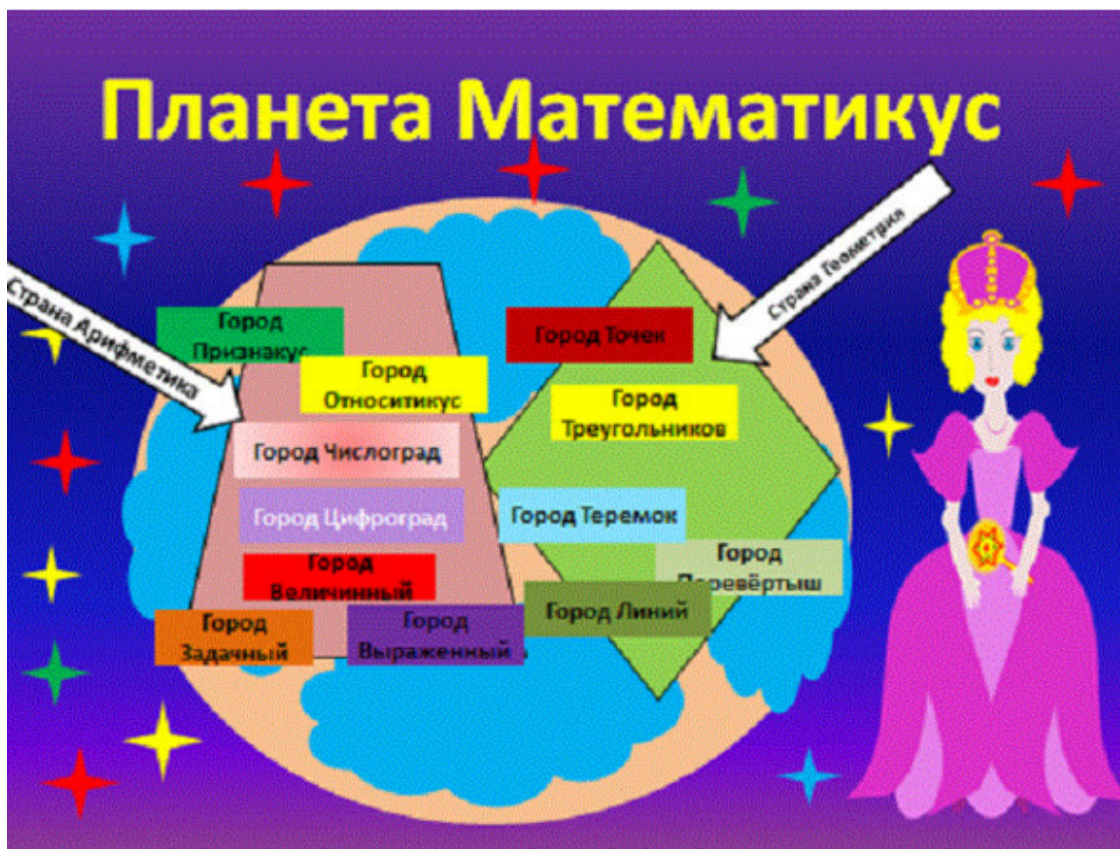 Планета Математикус
Страна Арифметика
Страна Геометрия
Город
Признакус
Город
Относитикус
Город Числоград
Город Цифроград
Город
Величинный
Город
Задачный
Город
Выраженный
Город Точек
Город
Треугольников
Город Теремок
Город
Перевёртыш
Город Линий